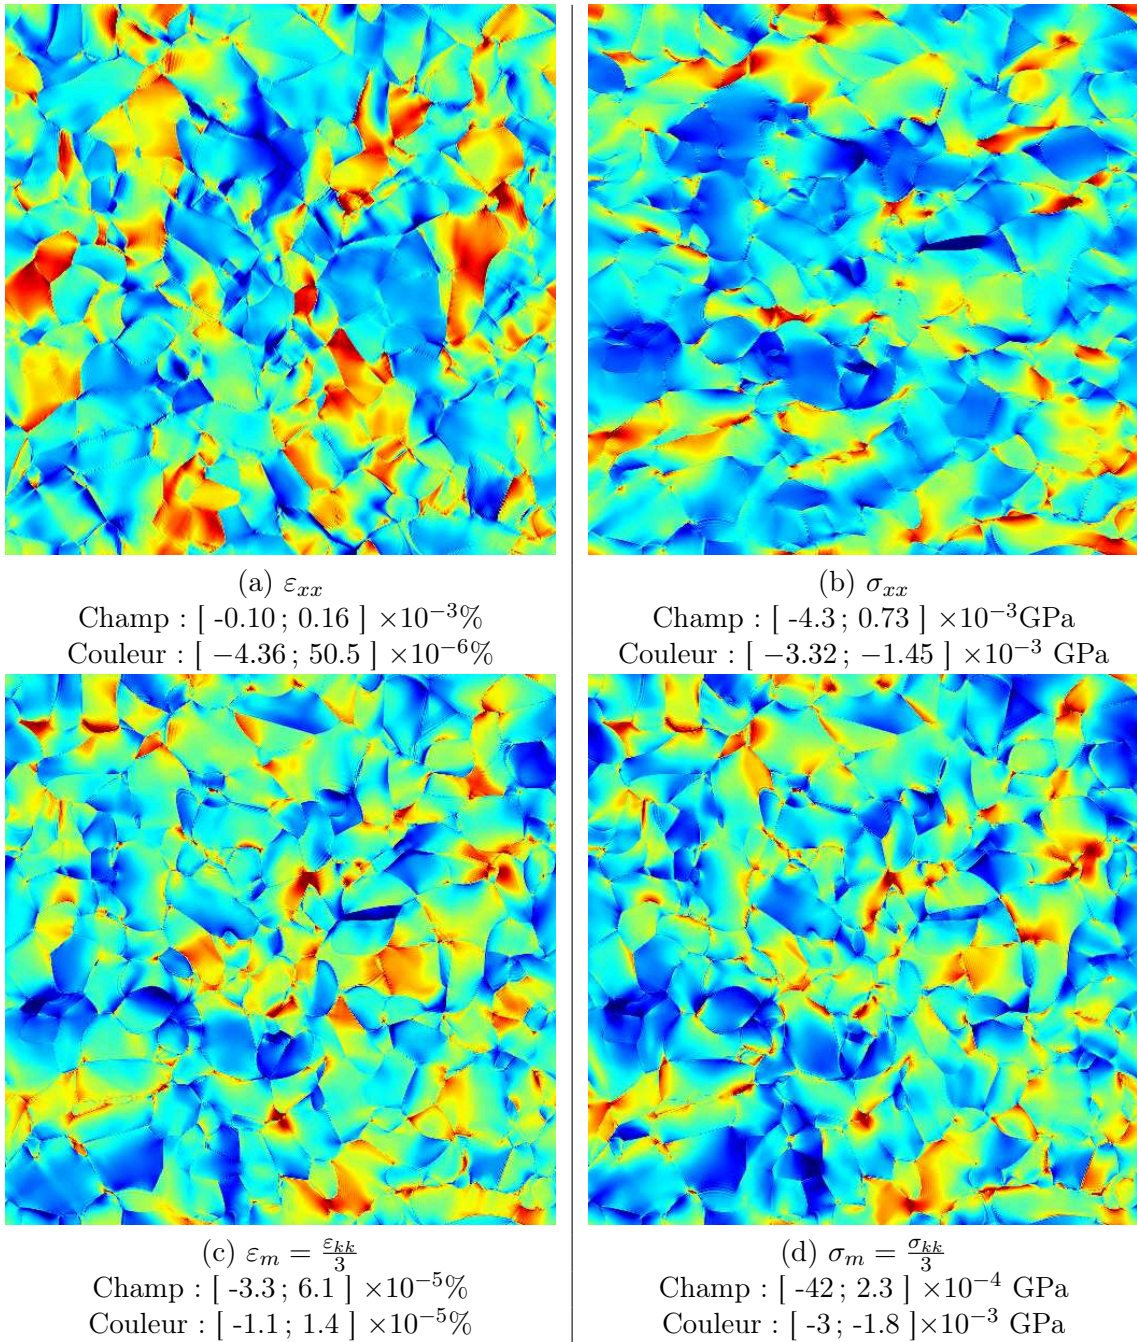 (a) εxx
Champ : [ -0.10 ; 0.16 ] ×10−3%
Couleur : [ −4.36 ; 50.5 ] ×10−6%
(b) σxx
Champ : [ -4.3 ; 0.73 ] ×10−3GPa
Couleur : [ −3.32 ; −1.45 ] ×10−3 GPa
(c) εm = εkk/3
Champ : [ -3.3 ; 6.1 ] ×10−5%
Couleur : [ -1.1 ; 1.4 ] ×10−5%
(d) σm = σkk/3
Champ : [ -42 ; 2.3 ] ×10−4 GPa
Couleur : [ -3 ; -1.8 ]×10−3 GPa